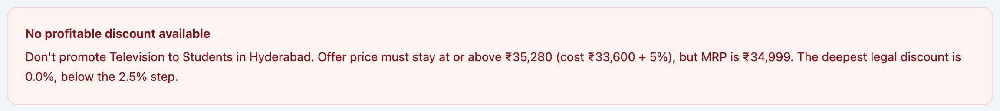 No profitable discount available
Don't promote Television to Students in Hyderabad. Offer price must stay at or above ₹35,280 (cost ₹33,600 + 5%), but MRP is ₹34,999. The deepest legal discount is
0.0%, below the 2.5% step.